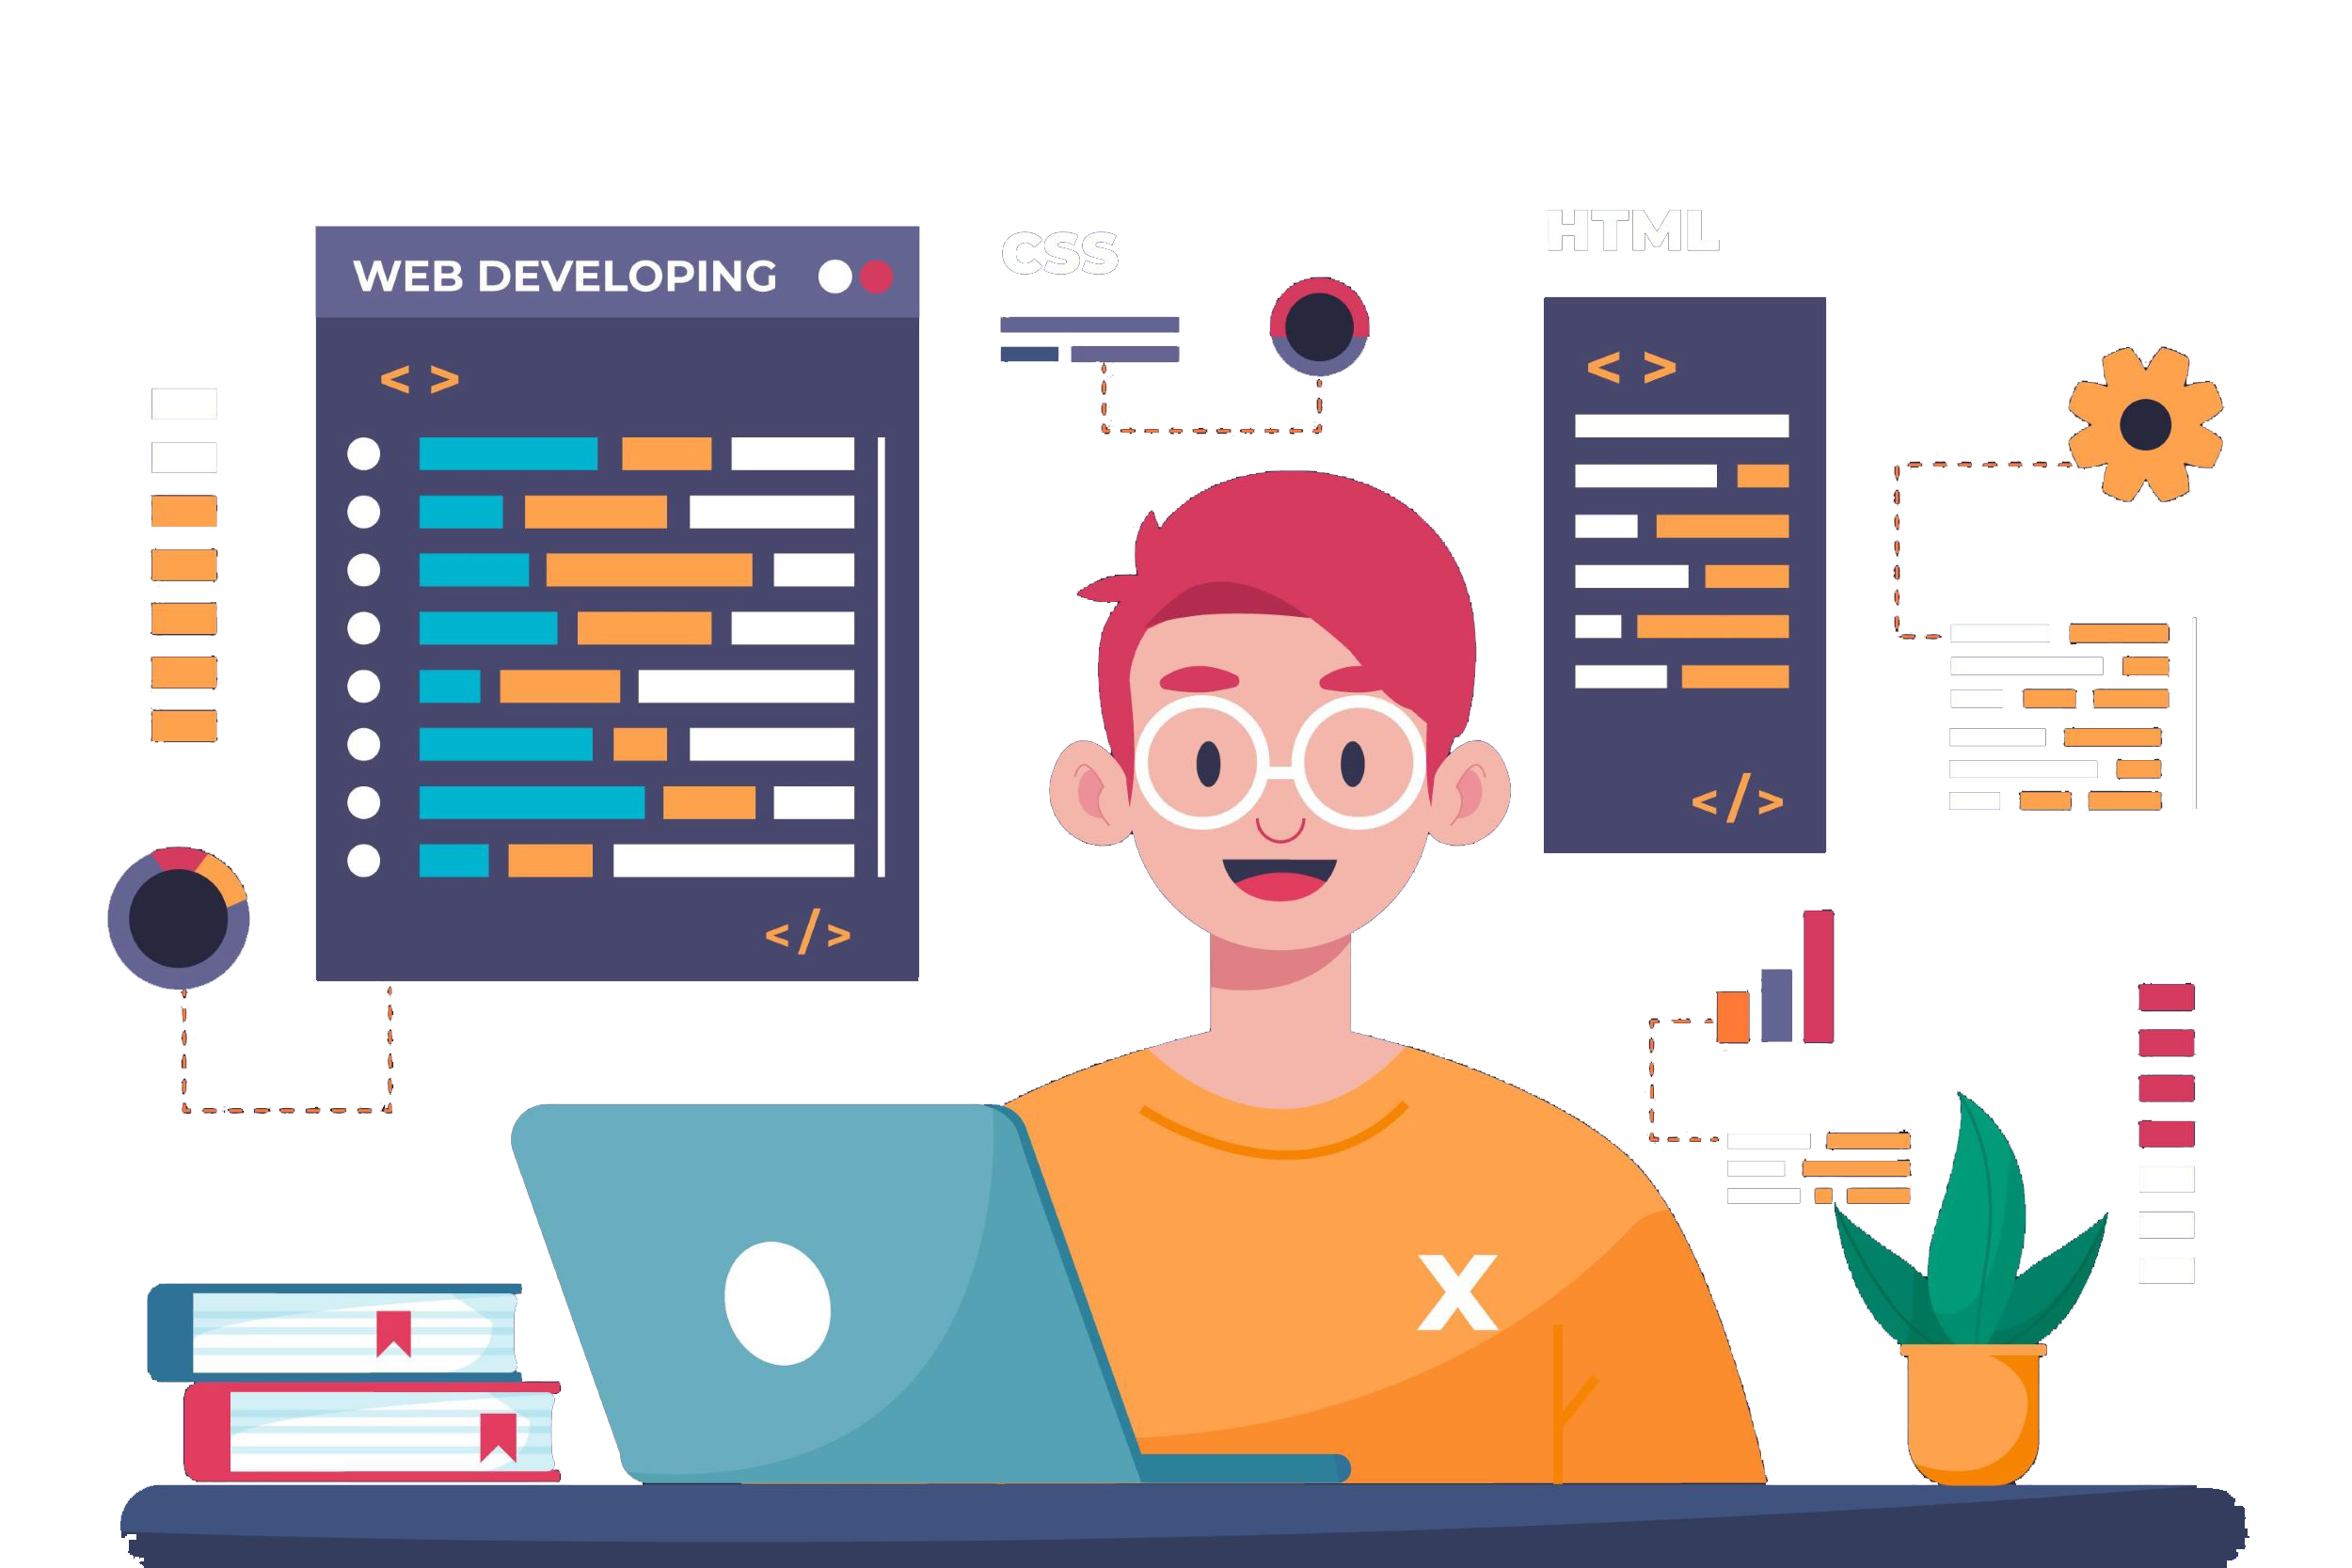 HTML
CSS
WEB DEVELOPING
< >
< >
</>
</>
X